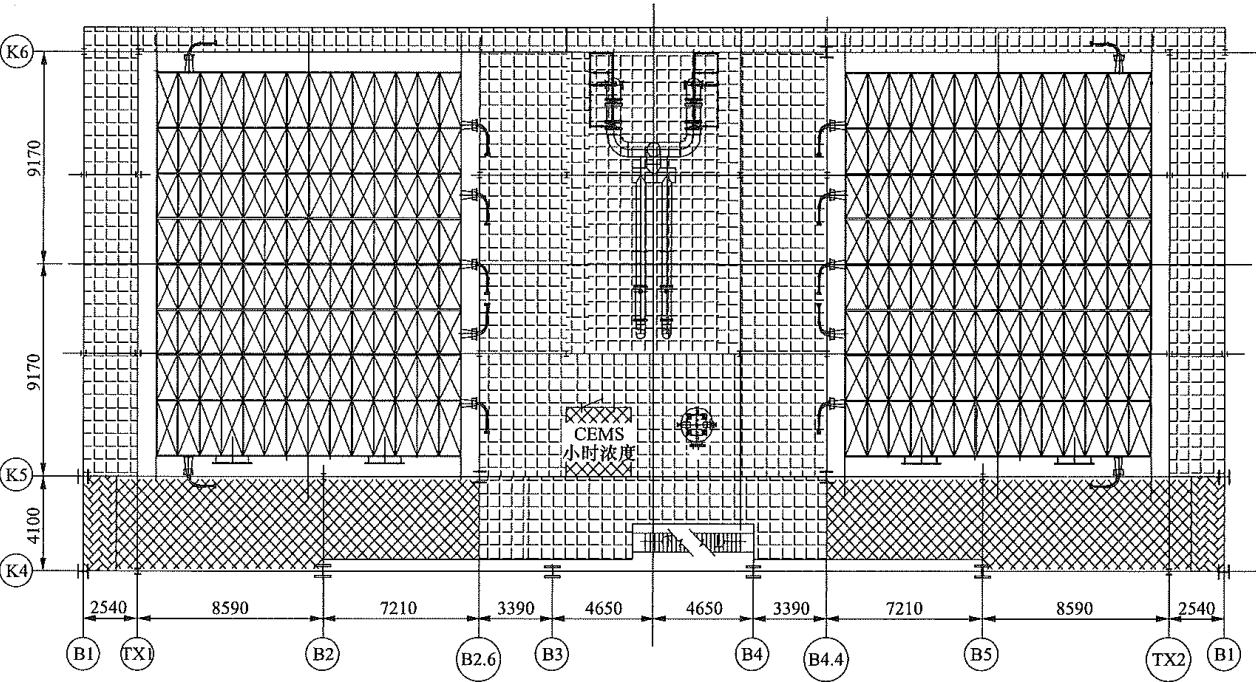 K6
9170
9170
K5
4100
K4
CEMS
小时浓度
2540
8590
7210
3390
4650
4650
3390
7210
8590
2540
B1
TX1
B2
B2.6
B3
B4
B4.4
B5
TX2
B1